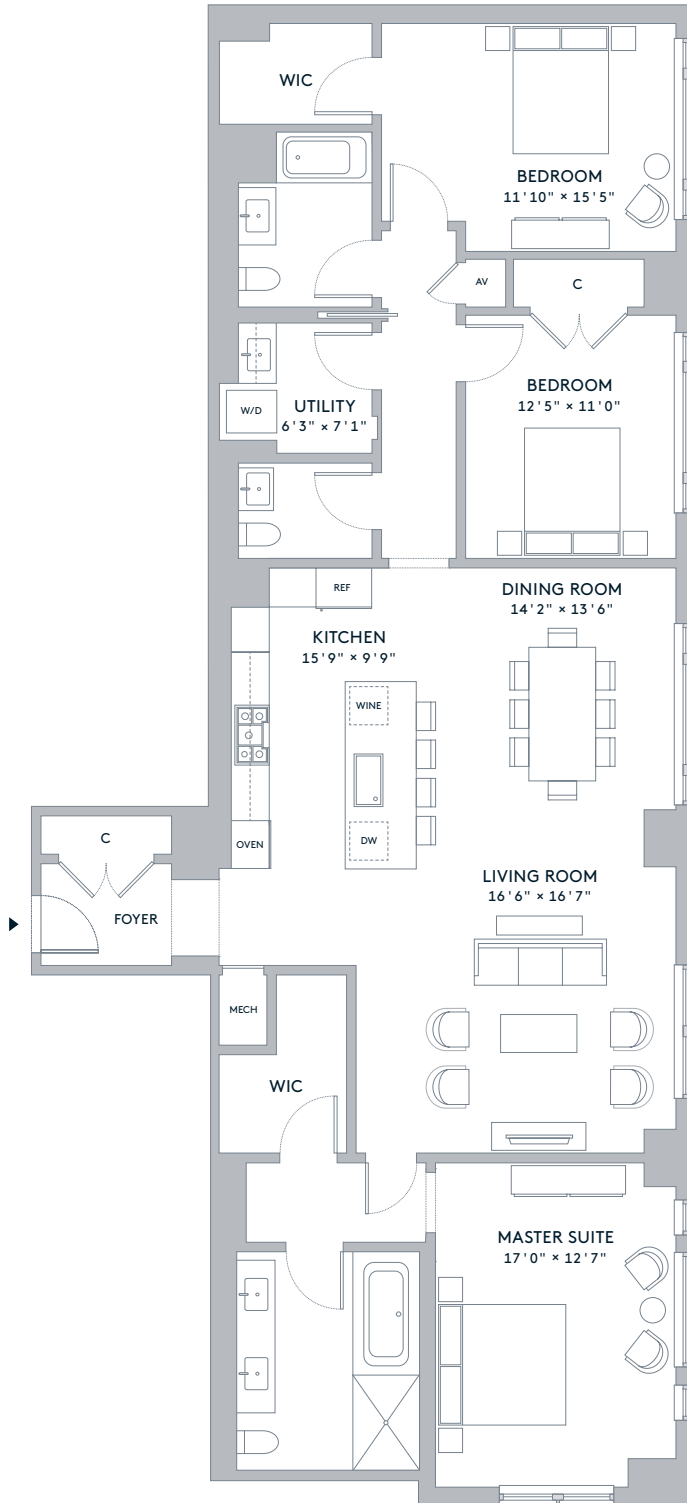 WIC
BEDROOM
11'10" × 15'5"
AV
C
BEDROOM
12'5" × 11'0"
W/D
UTILITY
6'3" × 7'1"
REF
DINING ROOM
14'2" × 13'6"
KITCHEN
15'9" × 9'9"
WINE
C
OVEN
DW
LIVING ROOM
16'6" × 16'7"
FOYER
MECH
WIC
MASTER SUITE
17'0" × 12'7"